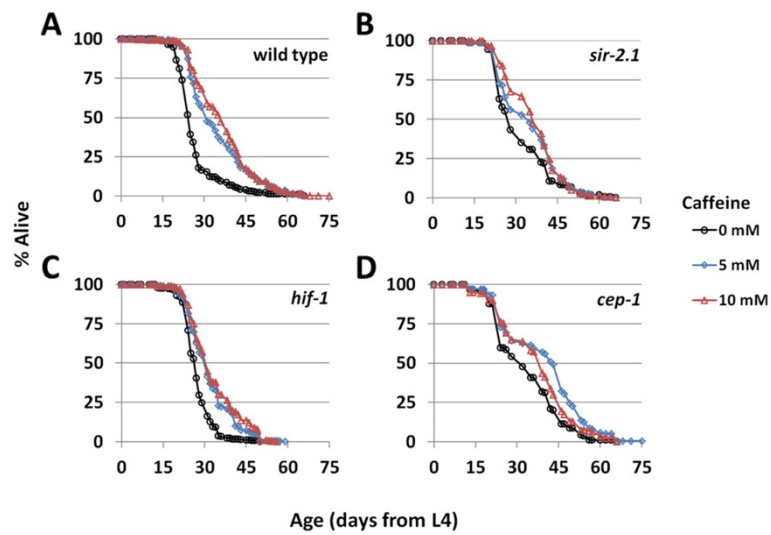 A
wild type
100
75
50
25
0
0 15 30 45 60 75
B
sir-2.1
100
75
50
25
0
0 15 30 45 60 75
% Alive
Caffeine
0 mM
5 mM
10 mM
C
hif-1
100
75
50
25
0
0 15 30 45 60 75
D
cep-1
100
75
50
25
0
0 15 30 45 60 75
Age (days from L4)